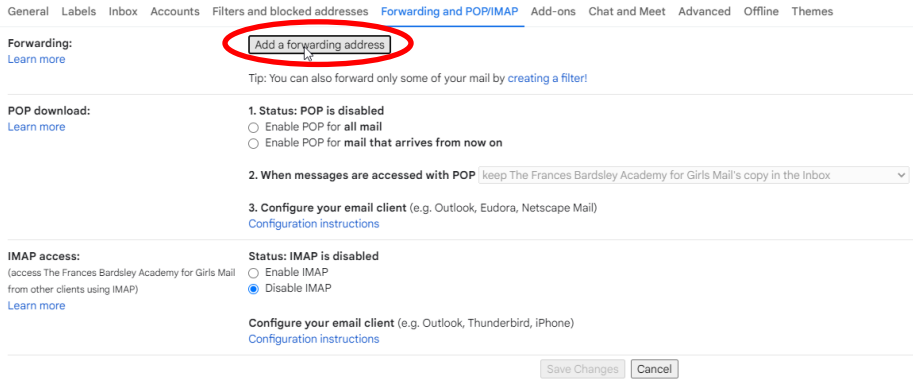 General Labels Inbox Accounts Filters and blocked addresses Forwarding and POP/IMAP Add-ons Chat and Meet Advanced Offline Themes
Forwarding:
Learn more
Add a forwarding address
Tip: You can also forward only some of your mail by creating a filter!
POP download:
Learn more
1. Status: POP is disabled
Enable POP for all mail
Enable POP for mail that arrives from now on
2. When messages are accessed with POP keep The Frances Bardsley Academy for Girls Mail's copy in the Inbox
3. Configure your email client (e.g. Outlook, Eudora, Netscape Mail)
Configuration instructions
IMAP access:
(access The Frances Bardsley Academy for Girls Mail
from other clients using IMAP)
Learn more
Status: IMAP is disabled
Enable IMAP
Disable IMAP
Configure your email client (e.g. Outlook, Thunderbird, iPhone)
Configuration instructions
Save Changes Cancel